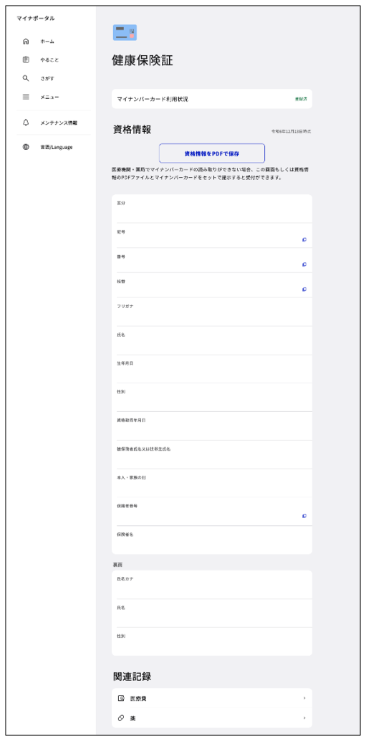 マイナポータル
ホーム
やること
さがす
メニュー
メンテナンス情報
言語/Language
健康保険証
マイナンバーカード利用状況
登録済
資格情報
資格情報をPDFで保存
医療機関・薬局でマイナンバーカードの読み取りができない場合、この画面もしくは資格情
報のPDFファイルとマイナンバーカードをセットで提示すると受付ができます。
記号
番号
枝番
フリガナ
氏名
生年月日
性別
資格取得年月日
被保険者氏名又は世帯主氏名
本人・家族の別
保険者番号
保険者名
裏面
氏名カナ
氏名
性別
関連記録
医療費
薬